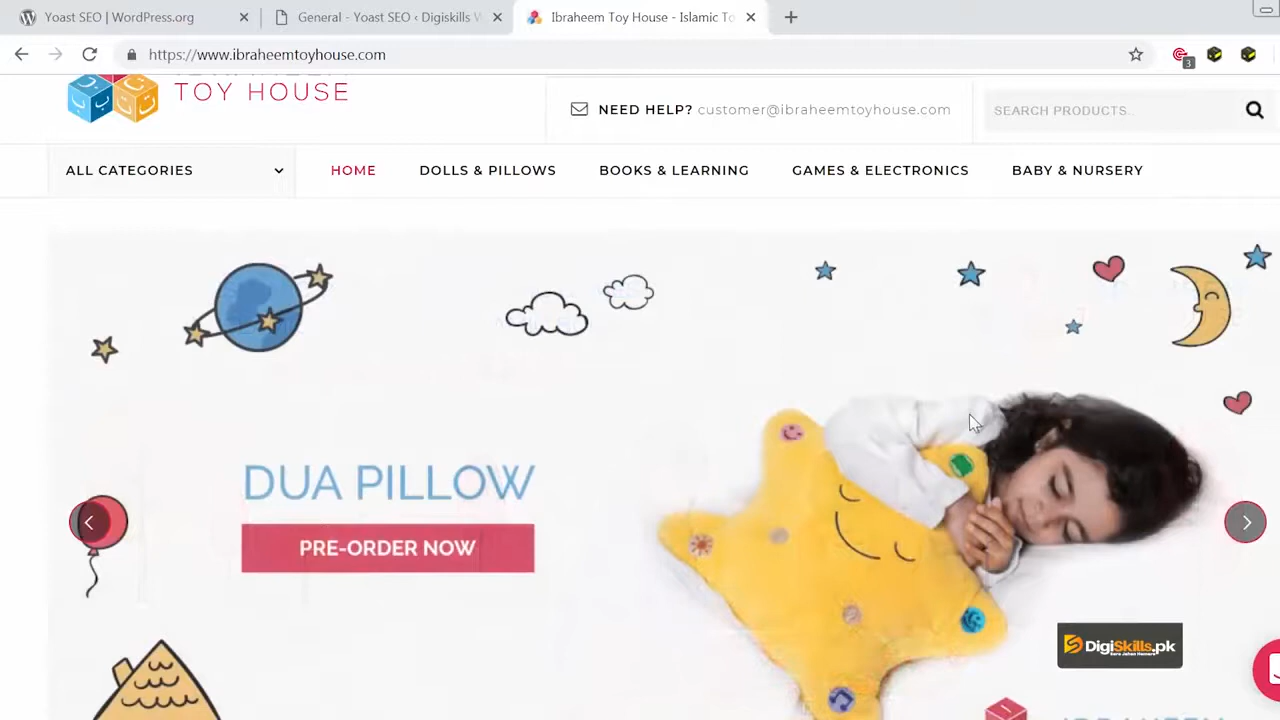 Yoast SEO | WordPress.org
General - Yoast SEO ‹ Digiskills
Ibraheem Toy House - Islamic To
https://www.ibraheemtoyhouse.com
3
TOY HOUSE
NEED HELP? customer@ibraheemtoyhouse.com
SEARCH PRODUCTS..
ALL CATEGORIES
HOME
DOLLS & PILLOWS
BOOKS & LEARNING
GAMES & ELECTRONICS
BABY & NURSERY
DUA PILLOW
PRE-ORDER NOW
DigiSkills.pk